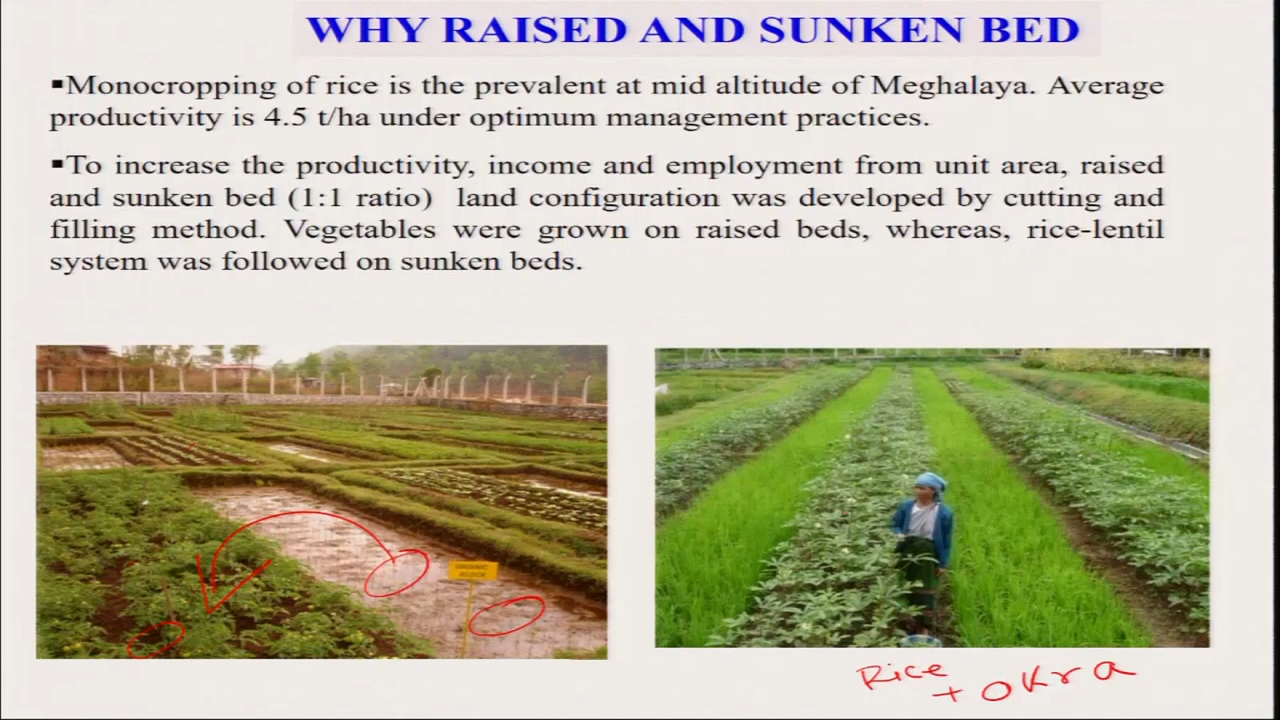 WHY RAISED AND SUNKEN BED
▪Monocropping of rice is the prevalent at mid altitude of Meghalaya. Average
productivity is 4.5 t/ha under optimum management practices.
▪To increase the productivity, income and employment from unit area, raised
and sunken bed (1:1 ratio) land configuration was developed by cutting and
filling method. Vegetables were grown on raised beds, whereas, rice-lentil
system was followed on sunken beds.
Rice
+ Okra